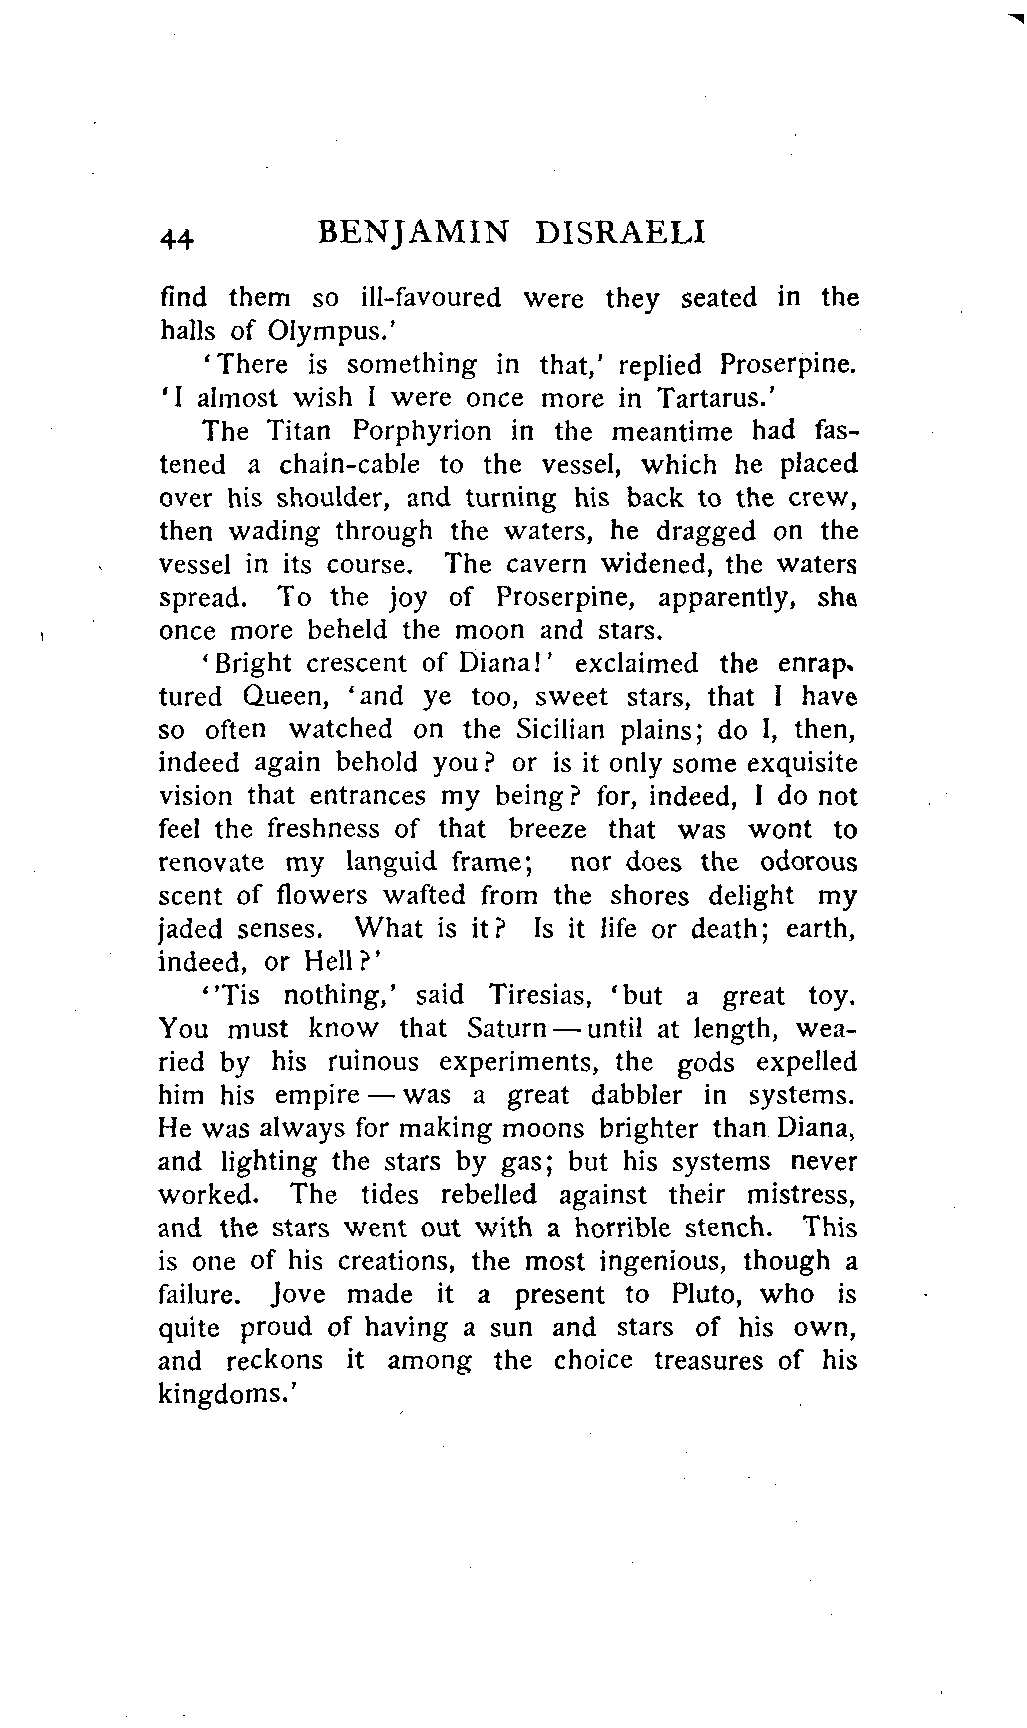 44 BENJAMIN DISRAELI
find them so ill-favoured were they seated in the
halls of Olympus.'
‘There is something in that,’ replied Proserpine.
‘I almost wish I were once more in Tartarus.’
The Titan Porphyrion in the meantime had fas-
tened a chain-cable to the vessel, which he placed
over his shoulder, and turning his back to the crew,
then wading through the waters, he dragged on the
vessel in its course. The cavern widened, the waters
spread. To the joy of Proserpine, apparently, she
once more beheld the moon and stars.
‘Bright crescent of Diana!’ exclaimed the enrap-
tured Queen, ‘and ye too, sweet stars, that I have
so often watched on the Sicilian plains; do I, then,
indeed again behold you? or is it only some exquisite
vision that entrances my being? for, indeed, I do not
feel the freshness of that breeze that was wont to
renovate my languid frame; nor does the odorous
scent of flowers wafted from the shores delight my
jaded senses. What is it? Is it life or death; earth,
indeed, or Hell?’
‘’Tis nothing,’ said Tiresias, ‘but a great toy.
You must know that Saturn — until at length, wea-
ried by his ruinous experiments, the gods expelled
him his empire — was a great dabbler in systems.
He was always for making moons brighter than Diana,
and lighting the stars by gas; but his systems never
worked. The tides rebelled against their mistress,
and the stars went out with a horrible stench. This
is one of his creations, the most ingenious, though a
failure. Jove made it a present to Pluto, who is
quite proud of having a sun and stars of his own,
and reckons it among the choice treasures of his
kingdoms.’